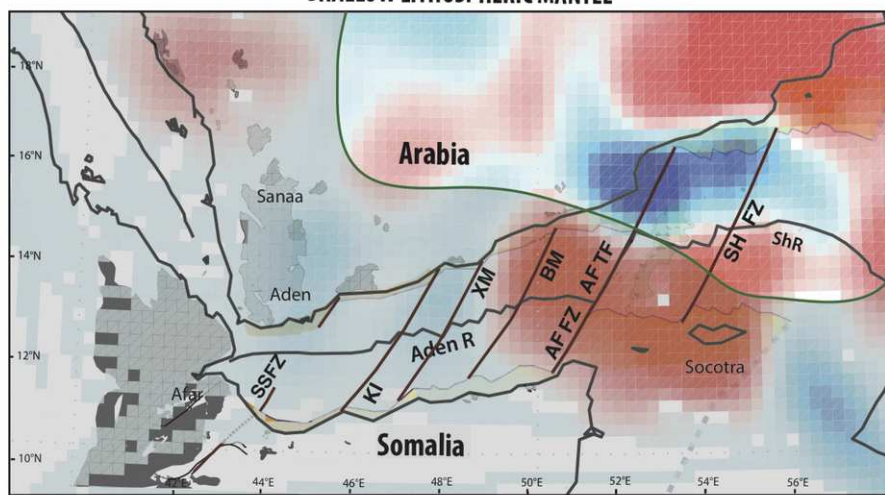 SHALLOW LITHOSPHERIC MANTLE
18°N
16°N
Arabia
Sanaa
14°N
SH FZ
ShR
BM
AF TF
XM
Aden
AF FZ
Aden R
12°N
SSFZ
KI
Socotra
Afar
Somalia
10°N
42°E
44°E
46°E
48°E
50°E
52°E
54°E
56°E